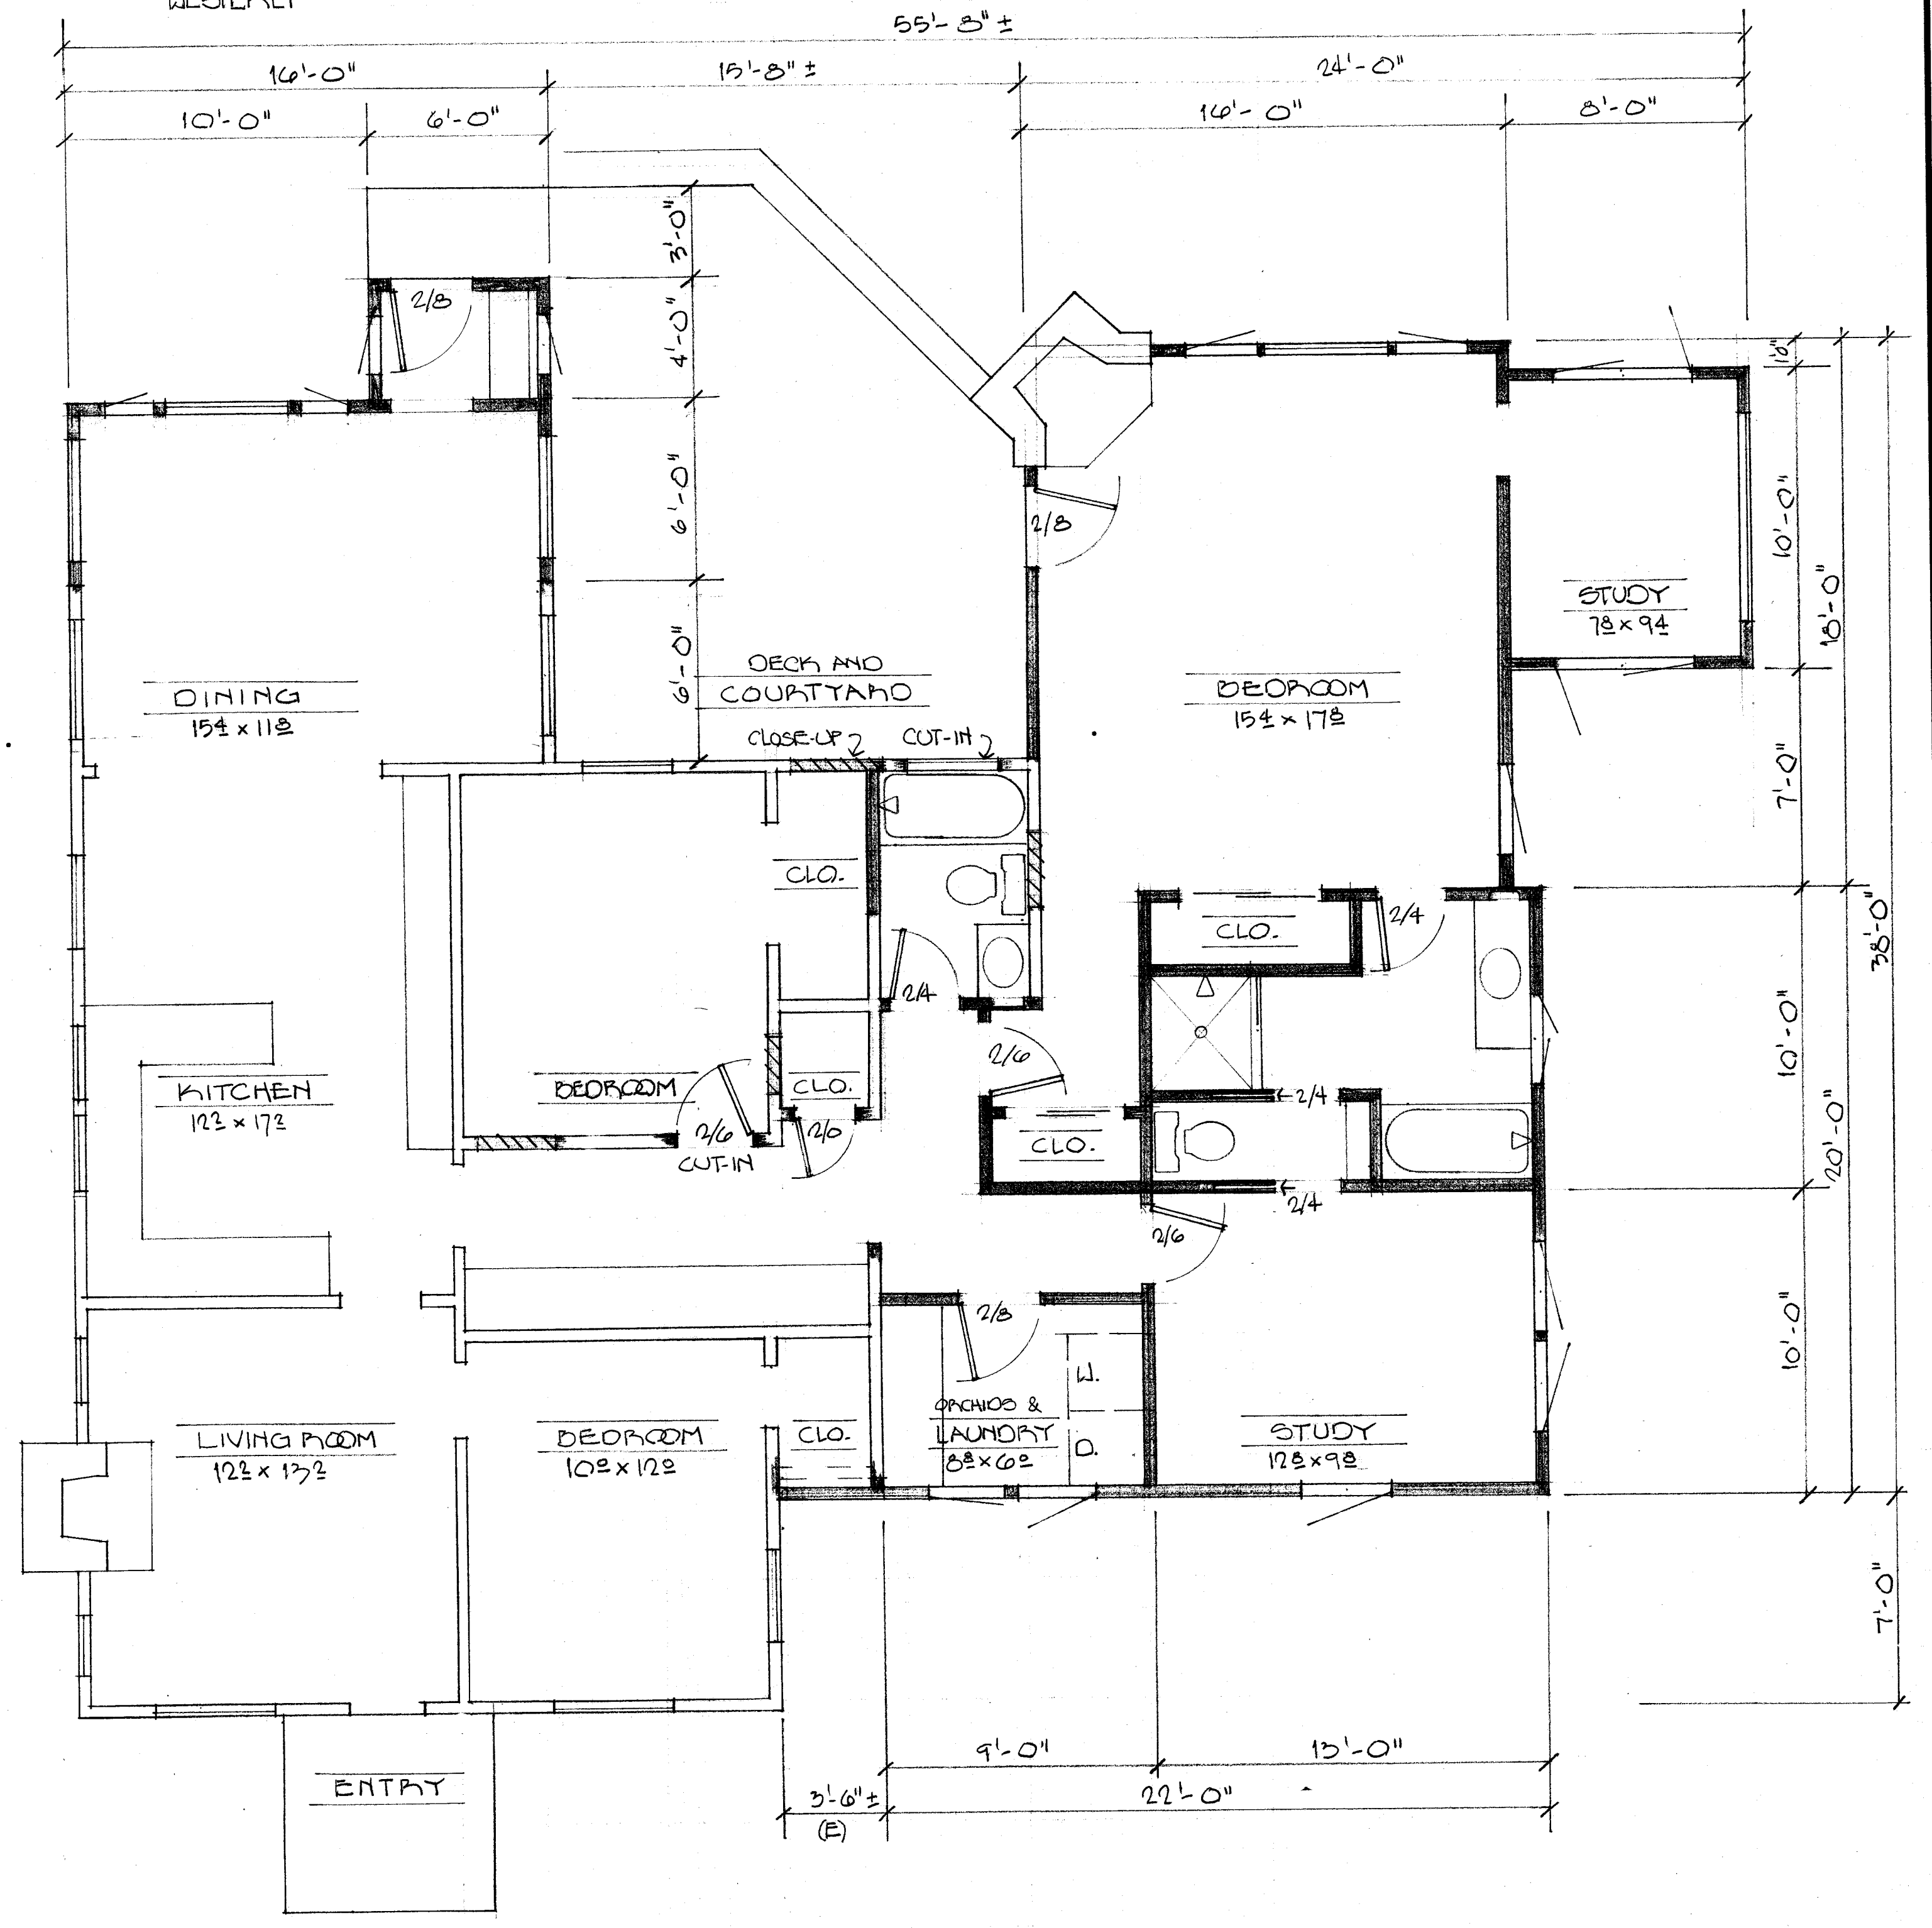 WESTERLY
55'-8" ±
16'-0"
15'-8" ±
24'-0"
10'-0"
6'-0"
16'-0"
8'-0"
3'-0"
4'-0"
6'-0"
6'-0"
2/8
1'0"
10'-0"
18'-0"
38'-0"
7'-0"
2/8
STUDY
78 x 94
DECK AND
COURTYARD
DINING
154 x 118
BEDROOM
154 x 178
CLOSE-UP
CUT-IN
CLO.
CLO.
2/4
2/4
10'-0"
20'-0"
2/6
KITCHEN
122 x 172
BEDROOM
CLO.
2/6
CUT-IN
2/0
CLO.
2/4
2/4
2/6
10'-0"
2/8
W.
D.
ORCHIDS &
LAUNDRY
88 x 60
LIVING ROOM
122 x 132
BEDROOM
100 x 120
CLO.
STUDY
128 x 98
7'-0"
9'-0"
13'-0"
3'-6" ±
(E)
22'-0"
ENTRY